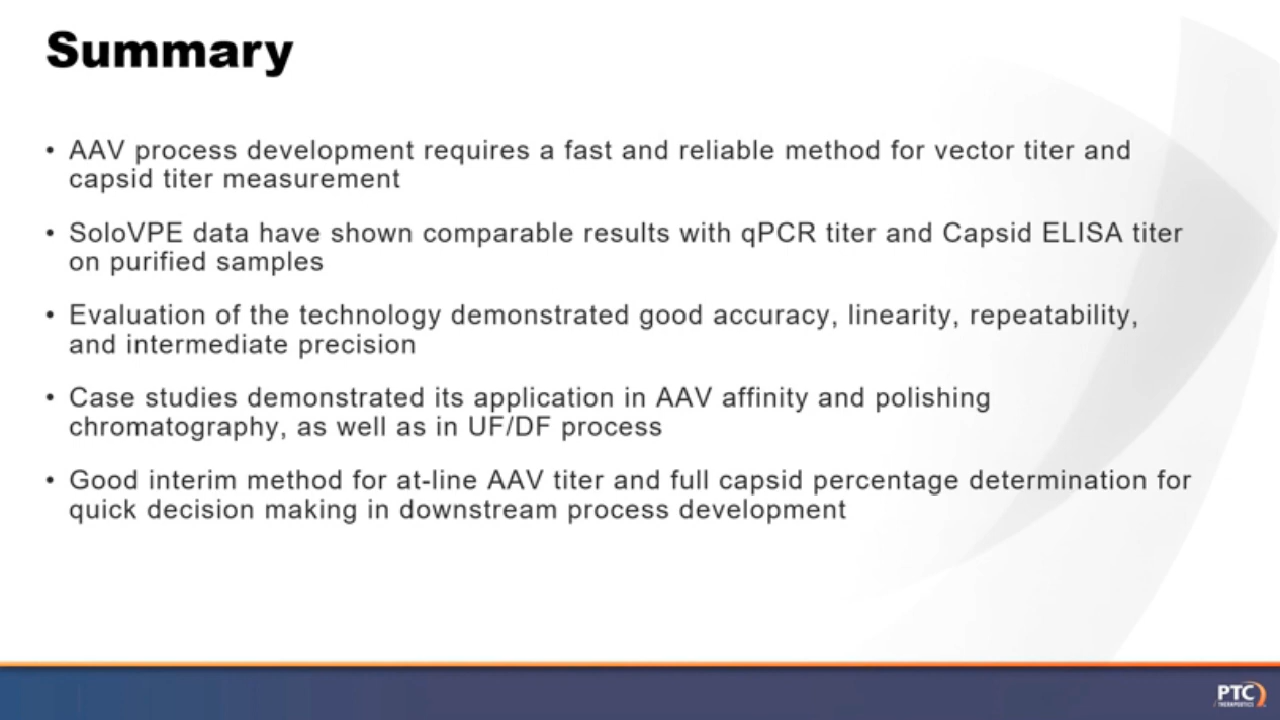 Summary
• AAV process development requires a fast and reliable method for vector titer and
capsid titer measurement
• SoloVPE data have shown comparable results with qPCR titer and Capsid ELISA titer
on purified samples
• Evaluation of the technology demonstrated good accuracy, linearity, repeatability,
and intermediate precision
• Case studies demonstrated its application in AAV affinity and polishing
chromatography, as well as in UF/DF process
• Good interim method for at-line AAV titer and full capsid percentage determination for
quick decision making in downstream process development
PTC
THERAPEUTICS